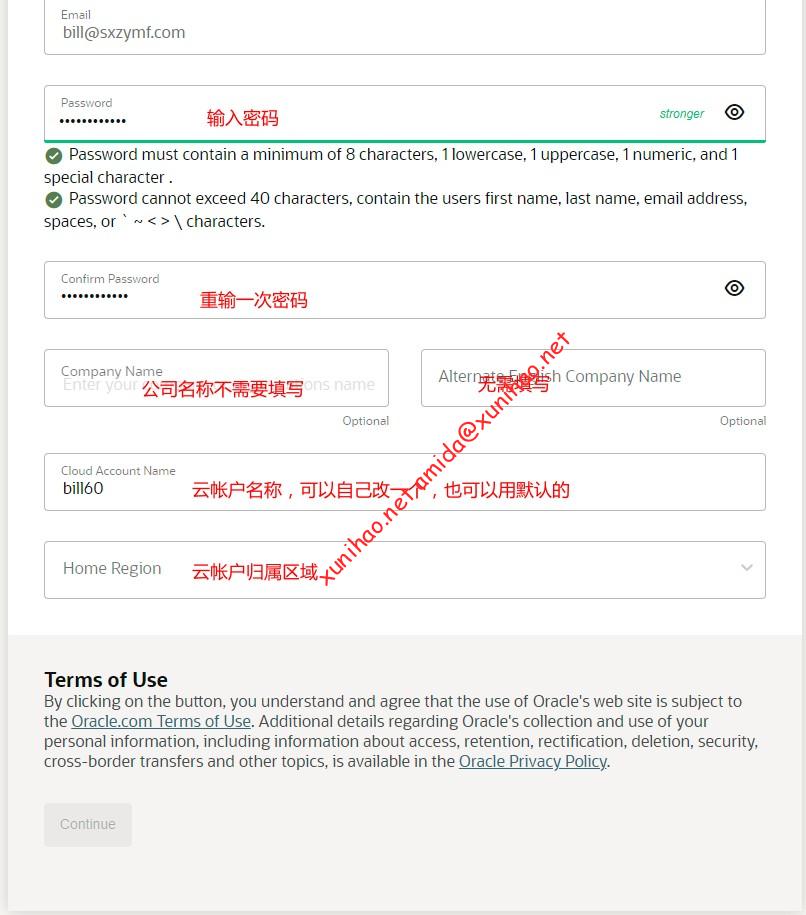 Email
bill@sxzymf.com
Password
•••••••••••• 输入密码 stronger
Password must contain a minimum of 8 characters, 1 lowercase, 1 uppercase, 1 numeric, and 1
special character .
Password cannot exceed 40 characters, contain the users first name, last name, email address,
spaces, or ` ~ < > \ characters.
Confirm Password
•••••••••••• 重输一次密码
Company Name
Enter your name
公司名称不需要填写
Optional
Alternate English Company Name
无需填写
Optional
Cloud Account Name
bill60 云帐户名称，可以自己改一个，也可以用默认的
Home Region 云帐户归属区域
xunihao.net amida@xunihao.net
Terms of Use
By clicking on the button, you understand and agree that the use of Oracle's web site is subject to
the Oracle.com Terms of Use. Additional details regarding Oracle's collection and use of your
personal information, including information about access, retention, rectification, deletion, security,
cross-border transfers and other topics, is available in the Oracle Privacy Policy.
Continue